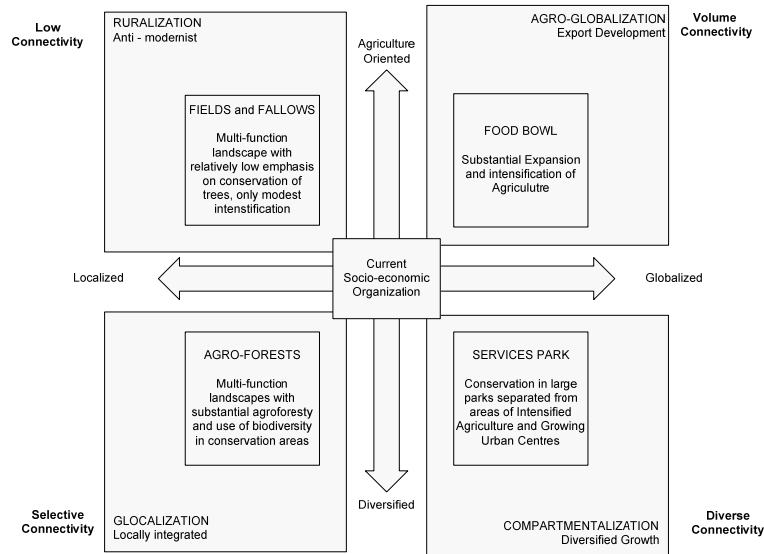 Low
Connectivity
RURALIZATION
Anti - modernist
Agriculture
Oriented
AGRO-GLOBALIZATION
Export Development
Volume
Connectivity
FIELDS and FALLOWS
Multi-function
landscape with
relatively low emphasis
on conservation of
trees, only modest
intenstification
FOOD BOWL
Substantial Expansion
and intensification of
Agriculutre
Localized
Current
Socio-economic
Organization
Globalized
AGRO-FORESTS
Multi-function
landscapes with
substantial agroforesty
and use of biodiversity
in conservation areas
SERVICES PARK
Conservation in large
parks separated from
areas of Intensified
Agriculture and Growing
Urban Centres
Selective
Connectivity
GLOCALIZATION
Locally integrated
Diversified
COMPARTMENTALIZATION
Diversified Growth
Diverse
Connectivity